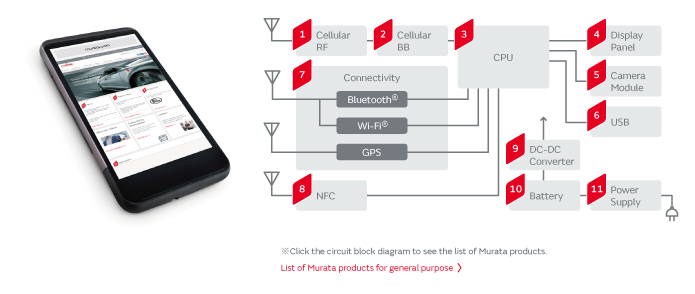 muRata.com
1
Cellular
RF
2
Cellular
BB
3
CPU
4
Display
Panel
5
Camera
Module
6
USB
7
Connectivity
Bluetooth®
Wi-Fi®
GPS
8
NFC
9
DC-DC
Converter
10
Battery
11
Power
Supply
※Click the circuit block diagram to see the list of Murata products.
List of Murata products for general purpose 〉